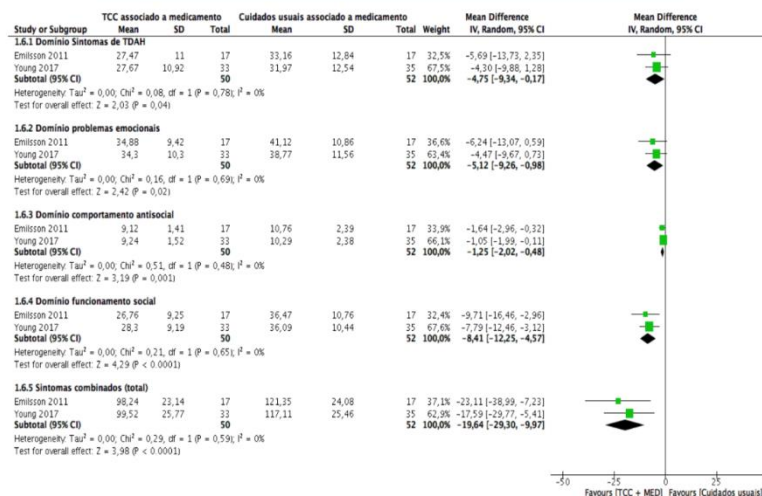 TCC associado a medicamento Cuidados usuais associado a medicamento Mean Difference Mean Difference
Study or Subgroup Mean SD Total Mean SD Total Weight IV, Random, 95% CI IV, Random, 95% CI
1.6.1 Domínio Sintomas de TDAH
Emilsson 2011 27,47 11 17 33,16 12,84 17 32,5% -5,69 [-13,73, 2,35]
Young 2017 27,67 10,92 33 31,97 12,54 35 67,5% -4,30 [-9,88, 1,28]
Subtotal (95% CI) 50 52 100,0% -4,75 [-9,34, -0,17]
Heterogeneity: Tau² = 0,00; Chi² = 0,08, df = 1 (P = 0,78); I² = 0%
Test for overall effect: Z = 2,03 (P = 0,04)
1.6.2 Domínio problemas emocionais
Emilsson 2011 34,88 9,42 17 41,12 10,86 17 36,6% -6,24 [-13,07, 0,59]
Young 2017 34,3 10,3 33 38,77 11,56 35 63,4% -4,47 [-9,67, 0,73]
Subtotal (95% CI) 50 52 100,0% -5,12 [-9,26, -0,98]
Heterogeneity: Tau² = 0,00; Chi² = 0,16, df = 1 (P = 0,69); I² = 0%
Test for overall effect: Z = 2,42 (P = 0,02)
1.6.3 Domínio comportamento antisocial
Emilsson 2011 9,12 1,41 17 10,76 2,39 17 33,9% -1,64 [-2,96, -0,32]
Young 2017 9,24 1,52 33 10,29 2,38 35 66,1% -1,05 [-1,99, -0,11]
Subtotal (95% CI) 50 52 100,0% -1,25 [-2,02, -0,48]
Heterogeneity: Tau² = 0,00; Chi² = 0,51, df = 1 (P = 0,48); I² = 0%
Test for overall effect: Z = 3,19 (P = 0,001)
1.6.4 Domínio funcionamento social
Emilsson 2011 26,76 9,25 17 36,47 10,76 17 32,4% -9,71 [-16,46, -2,96]
Young 2017 28,3 9,19 33 36,09 10,44 35 67,6% -7,79 [-12,46, -3,12]
Subtotal (95% CI) 50 52 100,0% -8,41 [-12,25, -4,57]
Heterogeneity: Tau² = 0,00; Chi² = 0,21, df = 1 (P = 0,65); I² = 0%
Test for overall effect: Z = 4,29 (P < 0,0001)
1.6.5 Sintomas combinados (total)
Emilsson 2011 98,24 23,14 17 121,35 24,08 17 37,1% -23,11 [-38,99, -7,23]
Young 2017 99,52 25,77 33 117,11 25,46 35 62,9% -17,59 [-29,77, -5,41]
Subtotal (95% CI) 50 52 100,0% -19,64 [-29,30, -9,97]
Heterogeneity: Tau² = 0,00; Chi² = 0,29, df = 1 (P = 0,59); I² = 0%
Test for overall effect: Z = 3,98 (P < 0,0001)
-50 -25 0 25 50
Favours [TCC + MED] Favours [Cuidados usuais]